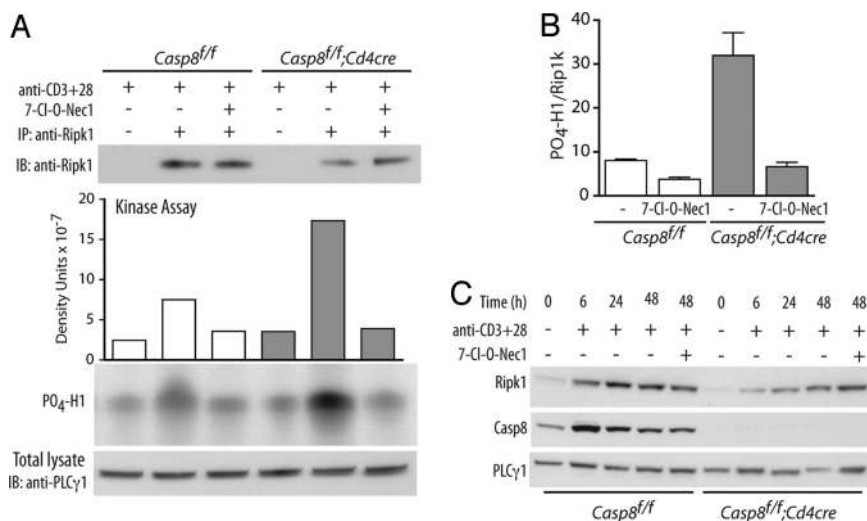 A
Casp8f/f Casp8f/f;Cd4cre
anti-CD3+28 + + + + + +
7-Cl-O-Nec1 - - + - - +
IP: anti-Ripk1 - + + - + +
IB: anti-Ripk1
Kinase Assay
Density Units x 10-7
20
15
10
5
0
PO4-H1
Total lysate
IB: anti-PLCγ1
B
PO4-H1/Rip1k
40
30
20
10
0
- 7-Cl-O-Nec1 - 7-Cl-O-Nec1
Casp8f/f Casp8f/f;Cd4cre
C
Time (h) 0 6 24 48 48 0 6 24 48 48
anti-CD3+28 - + + + + - + + + +
7-Cl-O-Nec1 - - - - + - - - - +
Ripk1
Casp8
PLCγ1
Casp8f/f Casp8f/f;Cd4cre